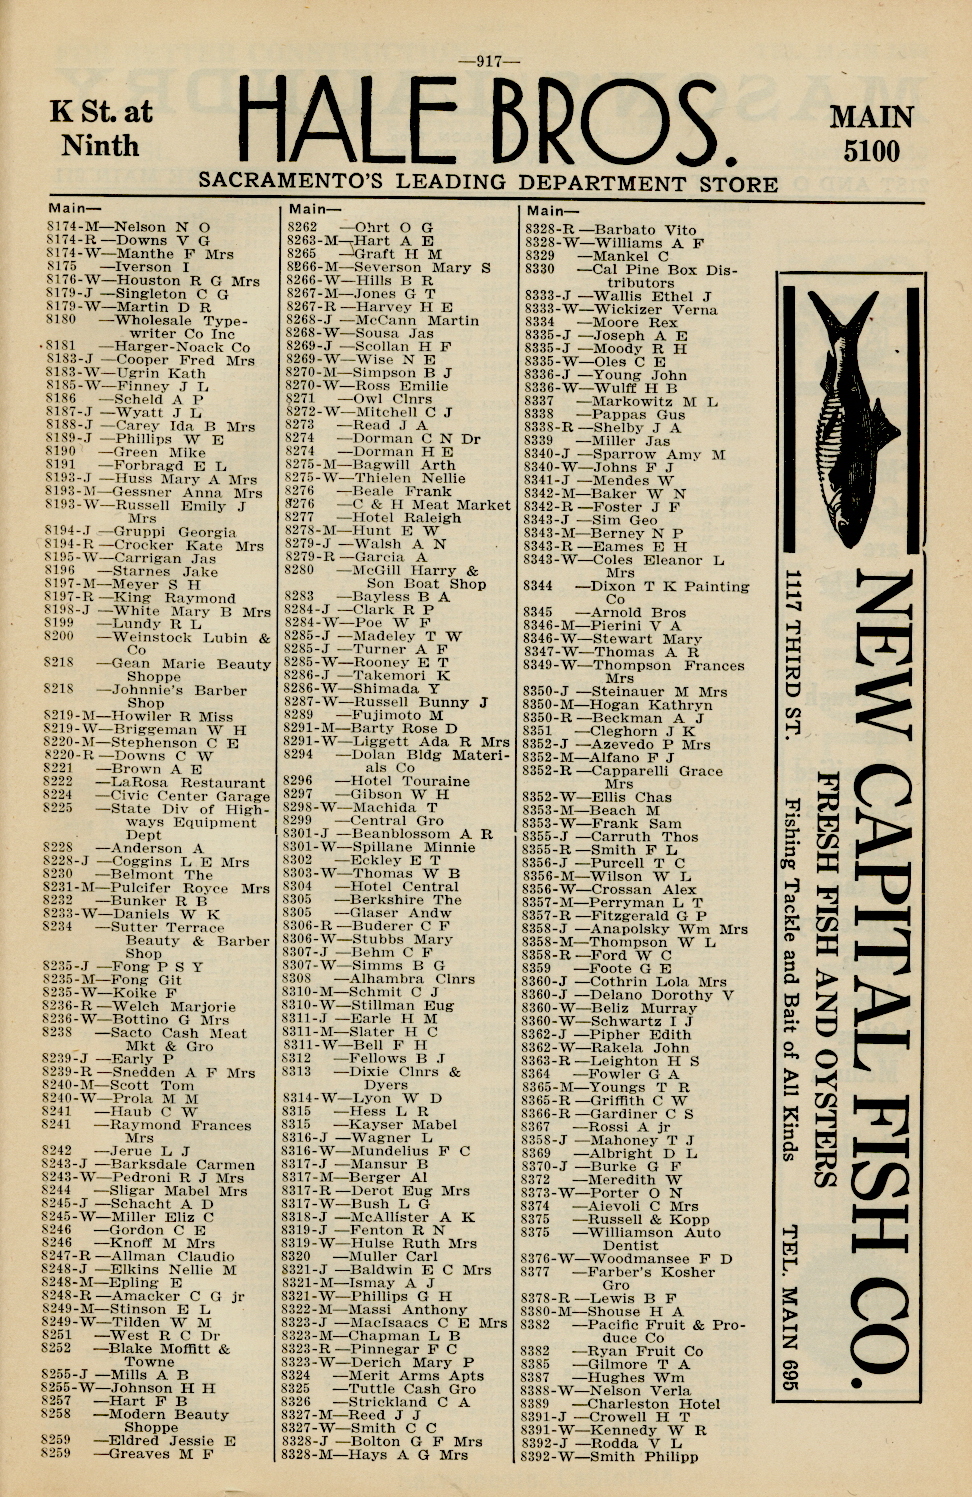 —917—
K St. at
Ninth
HALE BROS.
MAIN
5100
SACRAMENTO'S LEADING DEPARTMENT STORE
Main—
8174-M—Nelson N O
8174-R —Downs V G
8174-W—Manthe F Mrs
8175 —Iverson I
8176-W—Houston R G Mrs
8179-J —Singleton C G
8179-W—Martin D R
8180 —Wholesale Type-
writer Co Inc
8181 —Harger-Noack Co
8183-J —Cooper Fred Mrs
8183-W—Ugrin Kath
8185-W—Finney J L
8186 —Scheld A P
8187-J —Wyatt J L
8188-J —Carey Ida B Mrs
8189-J —Phillips W E
8190 —Green Mike
8191 —Forbragd E L
8193-J —Huss Mary A Mrs
8193-M—Gessner Anna Mrs
8193-W—Russell Emily J
Mrs
8194-J —Gruppi Georgia
8194-R —Crocker Kate Mrs
8195-W—Carrigan Jas
8196 —Starnes Jake
8197-M—Meyer S H
8197-R —King Raymond
8198-J —White Mary B Mrs
8199 —Lundy R L
8200 —Weinstock Lubin &
Co
8218 —Gean Marie Beauty
Shoppe
8218 —Johnnie's Barber
Shop
8219-M—Howiler R Miss
8219-W—Briggeman W H
8220-M—Stephenson C E
8220-R —Downs C W
8221 —Brown A E
8222 —LaRosa Restaurant
8224 —Civic Center Garage
8225 —State Div of High-
ways Equipment
Dept
8228 —Anderson A
8228-J —Coggins L E Mrs
8230 —Belmont The
8231-M—Pulcifer Royce Mrs
8232 —Bunker R B
8233-W—Daniels W K
8234 —Sutter Terrace
Beauty & Barber
Shop
8235-J —Fong P S Y
8235-M—Fong Git
8235-W—Koike F
8236-R —Welch Marjorie
8236-W—Bottino G Mrs
8238 —Sacto Cash Meat
Mkt & Gro
8239-J —Early P
8239-R —Snedden A F Mrs
8240-M—Scott Tom
8240-W—Prola M M
8241 —Haub C W
8241 —Raymond Frances
Mrs
8242 —Jerue L J
8243-J —Barksdale Carmen
8243-W—Pedroni R J Mrs
8244 —Sligar Mabel Mrs
8245-J —Schacht A D
8245-W—Miller Eliz C
8246 —Gordon C E
8246 —Knoff M Mrs
8247-R —Allman Claudio
8248-J —Elkins Nellie M
8248-M—Epling E
8248-R —Amacker C G jr
8249-M—Stinson E L
8249-W—Tilden W M
8251 —West R C Dr
8252 —Blake Moffitt &
Towne
8255-J —Mills A B
8255-W—Johnson H H
8257 —Hart F B
8258 —Modern Beauty
Shoppe
8259 —Eldred Jessie E
8259 —Greaves M F
Main—
8262 —Ohrt O G
8263-M—Hart A E
8265 —Graft H M
8266-M—Severson Mary S
8266-W—Hills B R
8267-M—Jones G T
8267-R —Harvey H E
8268-J —McCann Martin
8268-W—Sousa Jas
8269-J —Scollan H F
8269-W—Wise N E
8270-M—Simpson B J
8270-W—Ross Emilie
8271 —Owl Clnrs
8272-W—Mitchell C J
8273 —Read J A
8274 —Dorman C N Dr
8274 —Dorman H E
8275-M—Bagwill Arth
8275-W—Thielen Nellie
8276 —Beale Frank
8276 —C & H Meat Market
8277 —Hotel Raleigh
8278-M—Hunt E W
8279-J —Walsh A N
8279-R —Garcia A
8280 —McGill Harry &
Son Boat Shop
8283 —Bayless B A
8284-J —Clark R P
8284-W—Poe W F
8285-J —Madeley T W
8285-J —Turner A F
8285-W—Rooney E T
8286-J —Takemori K
8286-W—Shimada Y
8287-W—Russell Bunny J
8289 —Fujimoto M
8291-M—Barty Rose D
8291-W—Liggett Ada R Mrs
8294 —Dolan Bldg Materi-
als Co
8296 —Hotel Touraine
8297 —Gibson W H
8298-W—Machida T
8299 —Central Gro
8301-J —Beanblossom A R
8301-W—Spillane Minnie
8302 —Eckley E T
8303-W—Thomas W B
8304 —Hotel Central
8305 —Berkshire The
8305 —Glaser Andw
8306-R —Buderer C F
8306-W—Stubbs Mary
8307-J —Behm C F
8307-W—Simms B G
8308 —Alhambra Clnrs
8310-M—Schmit C J
8310-W—Stillman Eug
8311-J —Earle H M
8311-M—Slater H C
8311-W—Bell F H
8312 —Fellows B J
8313 —Dixie Clnrs &
Dyers
8314-W—Lyon W D
8315 —Hess L R
8315 —Kayser Mabel
8316-J —Wagner L
8316-W—Mundelius F C
8317-J —Mansur B
8317-M—Berger Al
8317-R —Derot Eug Mrs
8317-W—Bush L G
8318-J —McAllister A K
8319-J —Fenton R N
8319-W—Hulse Ruth Mrs
8320 —Muller Carl
8321-J —Baldwin E C Mrs
8321-M—Ismay A J
8321-W—Phillips G H
8322-M—Massi Anthony
8323-J —MacIsaacs C E Mrs
8323-M—Chapman L B
8323-R —Pinnegar F C
8323-W—Derich Mary P
8324 —Merit Arms Apts
8325 —Tuttle Cash Gro
8326 —Strickland C A
8327-M—Reed J J
8327-W—Smith C C
8328-J —Bolton G F Mrs
8328-M—Hays A G Mrs
Main—
8328-R —Barbato Vito
8328-W—Williams A F
8329 —Mankel C
8330 —Cal Pine Box Dis-
tributors
8333-J —Wallis Ethel J
8333-W—Wickizer Verna
8334 —Moore Rex
8335-J —Joseph A E
8335-J —Moody R H
8335-W—Oles C E
8336-J —Young John
8336-W—Wulff H B
8337 —Markowitz M L
8338 —Pappas Gus
8338-R —Shelby J A
8339 —Miller Jas
8340-J —Sparrow Amy M
8340-W—Johns F J
8341-J —Mendes W
8342-M—Baker W N
8342-R —Foster J F
8343-J —Sim Geo
8343-M—Berney N P
8343-R —Eames E H
8343-W—Coles Eleanor L
Mrs
8344 —Dixon T K Painting
Co
8345 —Arnold Bros
8346-M—Pierini V A
8346-W—Stewart Mary
8347-W—Thomas A R
8349-W—Thompson Frances
Mrs
8350-J —Steinauer M Mrs
8350-M—Hogan Kathryn
8350-R —Beckman A J
8351 —Cleghorn J K
8352-J —Azevedo P Mrs
8352-M—Alfano F J
8352-R —Capparelli Grace
Mrs
8352-W—Ellis Chas
8353-M—Beach M
8353-W—Frank Sam
8355-J —Carruth Thos
8355-R —Smith F L
8356-J —Purcell T C
8356-M—Wilson W L
8356-W—Crossan Alex
8357-M—Perryman L T
8357-R —Fitzgerald G P
8358-J —Anapolsky Wm Mrs
8358-M—Thompson W L
8358-R —Ford W C
8359 —Foote G E
8360-J —Cothrin Lola Mrs
8360-J —Delano Dorothy V
8360-W—Beliz Murray
8360-W—Schwartz I J
8362-J —Pipher Edith
8362-W—Rakela John
8363-R —Leighton H S
8364 —Fowler G A
8365-M—Youngs T R
8365-R —Griffith C W
8366-R —Gardiner C S
8367 —Rossi A jr
8358-J —Mahoney T J
8369 —Albright D L
8370-J —Burke G F
8372 —Meredith W
8373-W—Porter O N
8374 —Aievoli C Mrs
8375 —Russell & Kopp
8375 —Williamson Auto
Dentist
8376-W—Woodmansee F D
8377 —Farber's Kosher
Gro
8378-R —Lewis B F
8380-M—Shouse H A
8382 —Pacific Fruit & Pro-
duce Co
8382 —Ryan Fruit Co
8385 —Gilmore T A
8387 —Hughes Wm
8388-W—Nelson Verla
8389 —Charleston Hotel
8391-J —Crowell H T
8391-W—Kennedy W R
8392-J —Rodda V L
8392-W—Smith Philipp
NEW CAPITAL FISH CO.
FRESH FISH AND OYSTERS
1117 THIRD ST. Fishing Tackle and Bait of All Kinds TEL. MAIN 695